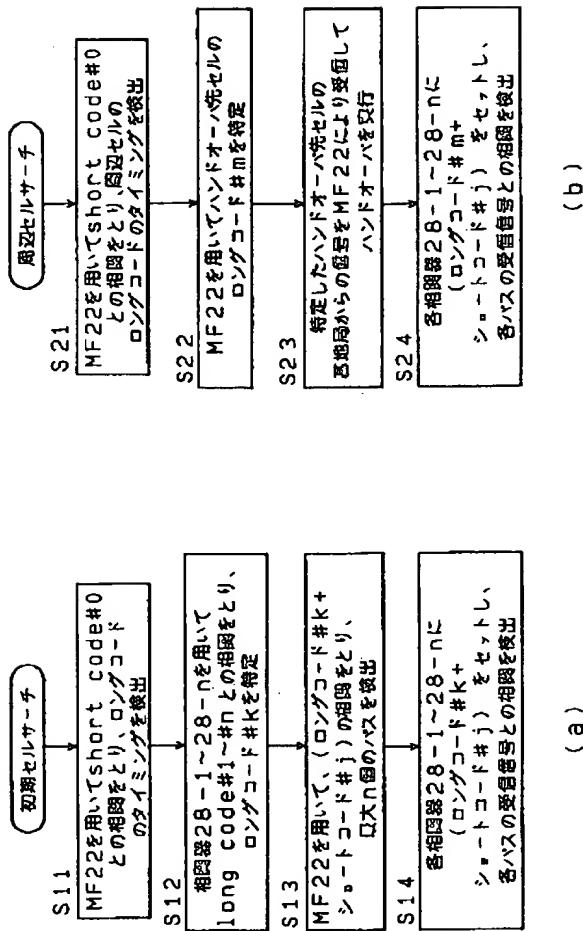 初期セルサーチ
S11
MF22を用いてshort code#0
との相関をとり、ロングコード
のタイミングを検出
S12
相関器28-1~28-nを用いて
long code#1~#nとの相関をとり、
ロングコード#kを特定
S13
MF22を用いて、(ロングコード#k+
ショートコード#j)の相関をとり、
最大n個のパスを検出
S14
各相関器28-1~28-nに
(ロングコード#k+
ショートコード#j)をセットし、
各パスの受信信号との相関を検出
(a)
周辺セルサーチ
S21
MF22を用いてshort code#0
との相関をとり、周辺セルの
ロングコードのタイミングを検出
S22
MF22を用いてハンドオーバ先セルの
ロングコード#mを特定
S23
特定したハンドオーバ先セルの
基地局からの信号をMF22により受信して
ハンドオーバを実行
S24
各相関器28-1~28-nに
(ロングコード#m+
ショートコード#j)をセットし、
各パスの受信信号との相関を検出
(b)